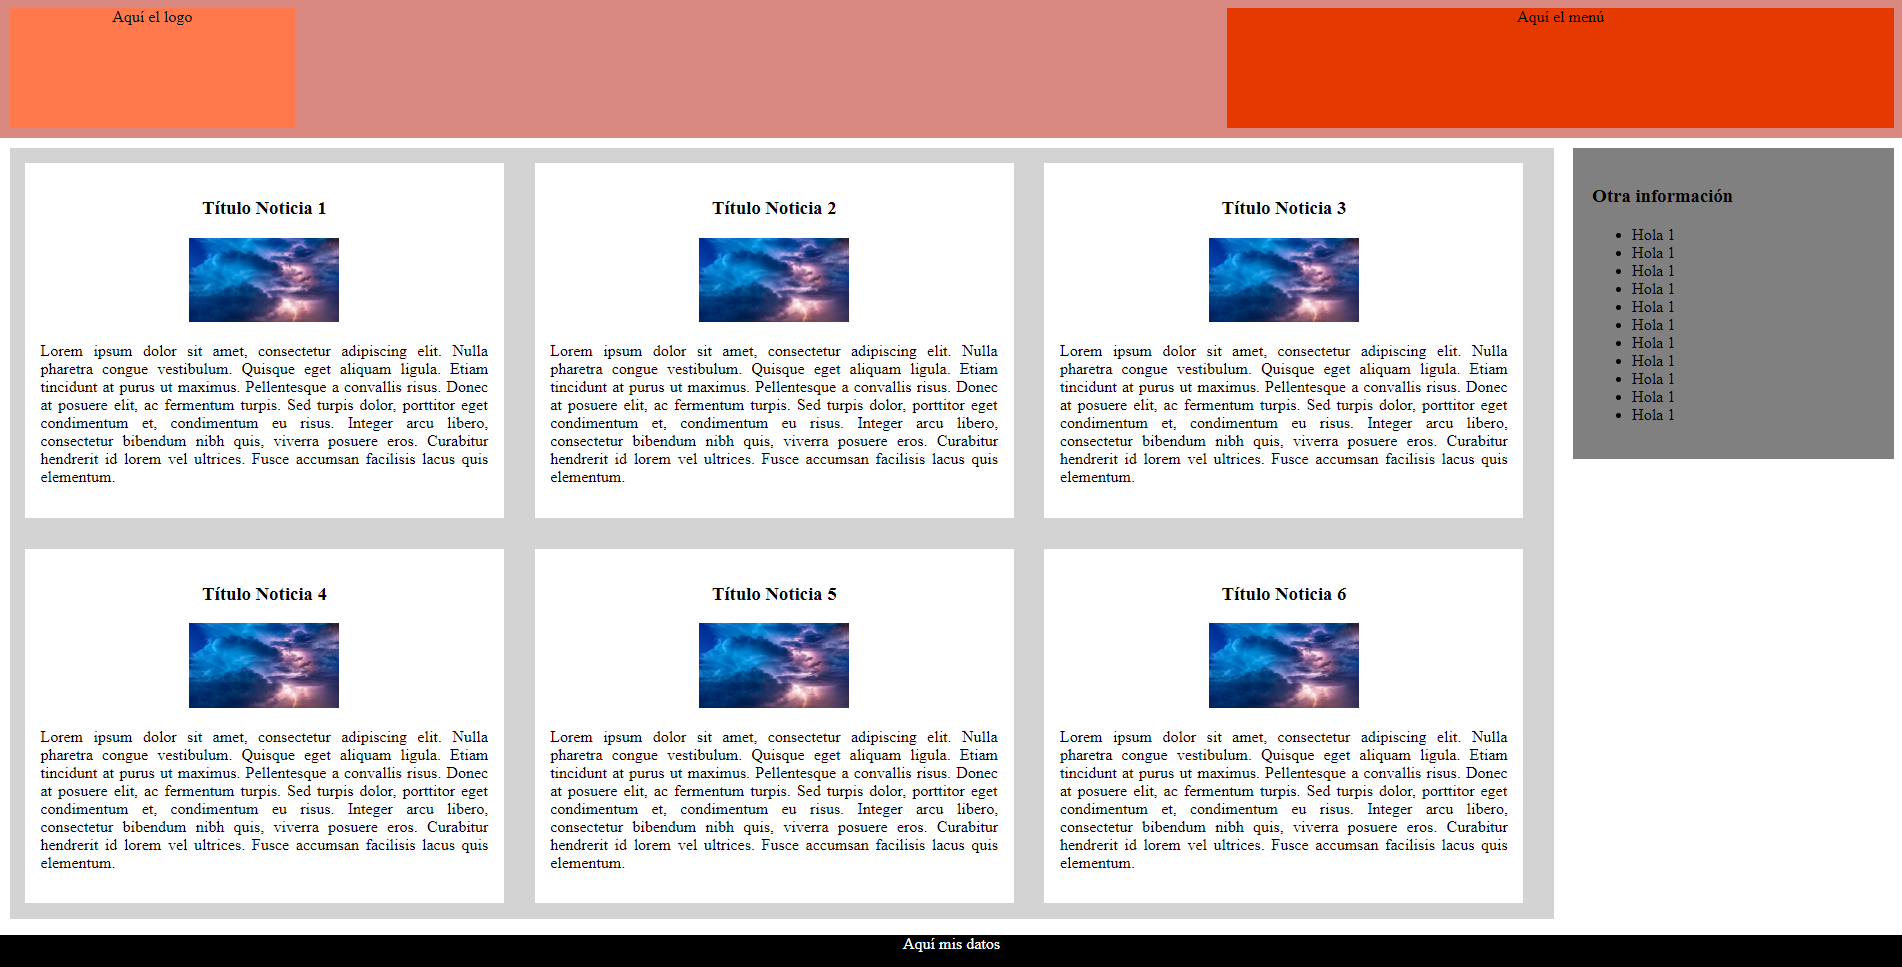 Aquí el logo
Aquí el menú
Título Noticia 1
Lorem ipsum dolor sit amet, consectetur adipiscing elit. Nulla
pharetra congue vestibulum. Quisque eget aliquam ligula. Etiam
tincidunt at purus ut maximus. Pellentesque a convallis risus. Donec
at posuere elit, ac fermentum turpis. Sed turpis dolor, porttitor eget
condimentum et, condimentum eu risus. Integer arcu libero,
consectetur bibendum nibh quis, viverra posuere eros. Curabitur
hendrerit id lorem vel ultrices. Fusce accumsan facilisis lacus quis
elementum.
Título Noticia 2
Lorem ipsum dolor sit amet, consectetur adipiscing elit. Nulla
pharetra congue vestibulum. Quisque eget aliquam ligula. Etiam
tincidunt at purus ut maximus. Pellentesque a convallis risus. Donec
at posuere elit, ac fermentum turpis. Sed turpis dolor, porttitor eget
condimentum et, condimentum eu risus. Integer arcu libero,
consectetur bibendum nibh quis, viverra posuere eros. Curabitur
hendrerit id lorem vel ultrices. Fusce accumsan facilisis lacus quis
elementum.
Título Noticia 3
Lorem ipsum dolor sit amet, consectetur adipiscing elit. Nulla
pharetra congue vestibulum. Quisque eget aliquam ligula. Etiam
tincidunt at purus ut maximus. Pellentesque a convallis risus. Donec
at posuere elit, ac fermentum turpis. Sed turpis dolor, porttitor eget
condimentum et, condimentum eu risus. Integer arcu libero,
consectetur bibendum nibh quis, viverra posuere eros. Curabitur
hendrerit id lorem vel ultrices. Fusce accumsan facilisis lacus quis
elementum.
Título Noticia 4
Lorem ipsum dolor sit amet, consectetur adipiscing elit. Nulla
pharetra congue vestibulum. Quisque eget aliquam ligula. Etiam
tincidunt at purus ut maximus. Pellentesque a convallis risus. Donec
at posuere elit, ac fermentum turpis. Sed turpis dolor, porttitor eget
condimentum et, condimentum eu risus. Integer arcu libero,
consectetur bibendum nibh quis, viverra posuere eros. Curabitur
hendrerit id lorem vel ultrices. Fusce accumsan facilisis lacus quis
elementum.
Título Noticia 5
Lorem ipsum dolor sit amet, consectetur adipiscing elit. Nulla
pharetra congue vestibulum. Quisque eget aliquam ligula. Etiam
tincidunt at purus ut maximus. Pellentesque a convallis risus. Donec
at posuere elit, ac fermentum turpis. Sed turpis dolor, porttitor eget
condimentum et, condimentum eu risus. Integer arcu libero,
consectetur bibendum nibh quis, viverra posuere eros. Curabitur
hendrerit id lorem vel ultrices. Fusce accumsan facilisis lacus quis
elementum.
Título Noticia 6
Lorem ipsum dolor sit amet, consectetur adipiscing elit. Nulla
pharetra congue vestibulum. Quisque eget aliquam ligula. Etiam
tincidunt at purus ut maximus. Pellentesque a convallis risus. Donec
at posuere elit, ac fermentum turpis. Sed turpis dolor, porttitor eget
condimentum et, condimentum eu risus. Integer arcu libero,
consectetur bibendum nibh quis, viverra posuere eros. Curabitur
hendrerit id lorem vel ultrices. Fusce accumsan facilisis lacus quis
elementum.
Otra información
• Hola 1
• Hola 1
• Hola 1
• Hola 1
• Hola 1
• Hola 1
• Hola 1
• Hola 1
• Hola 1
• Hola 1
• Hola 1
Aquí mis datos